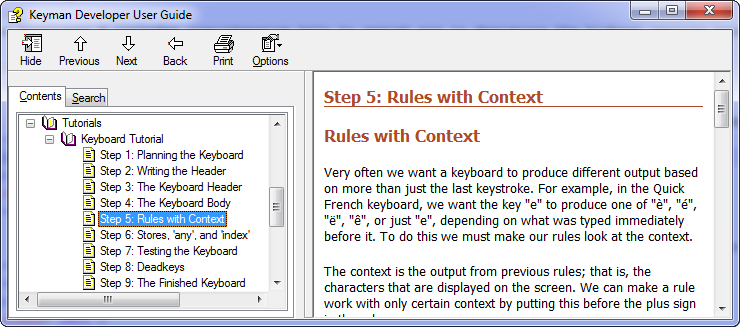 Keyman Developer User Guide
Hide Previous Next Back Print Options
Contents Search
Tutorials
Keyboard Tutorial
Step 1: Planning the Keyboard
Step 2: Writing the Header
Step 3: The Keyboard Header
Step 4: The Keyboard Body
Step 5: Rules with Context
Step 6: Stores, 'any', and 'index'
Step 7: Testing the Keyboard
Step 8: Deadkeys
Step 9: The Finished Keyboard
Step 5: Rules with Context
Rules with Context
Very often we want a keyboard to produce different output based
on more than just the last keystroke. For example, in the Quick
French keyboard, we want the key "e" to produce one of "è", "é",
"ë", "ê", or just "e", depending on what was typed immediately
before it. To do this we must make our rules look at the context.
The context is the output from previous rules; that is, the
characters that are displayed on the screen. We can make a rule
work with only certain context by putting this before the plus sign